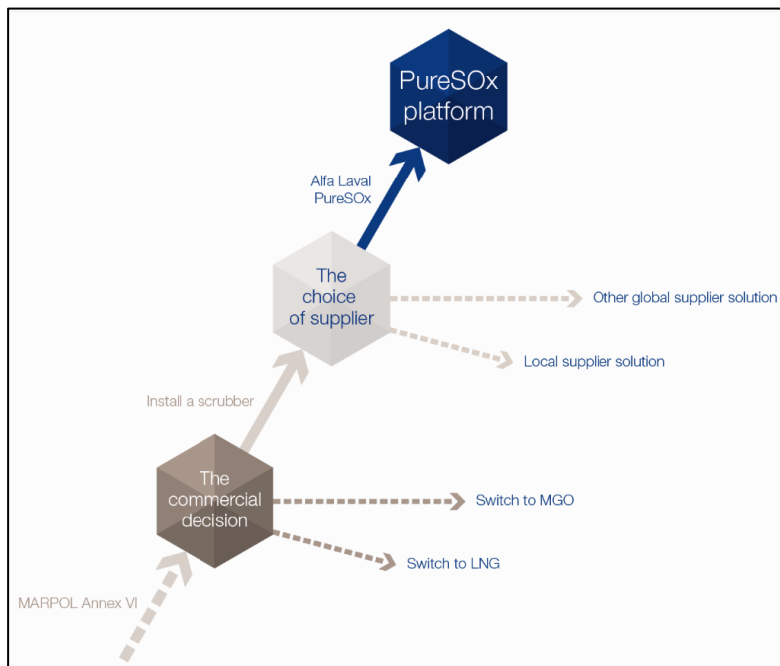 PureSOx
platform
Alfa Laval
PureSOx
The
choice
of supplier
Other global supplier solution
Local supplier solution
Install a scrubber
The
commercial
decision
Switch to MGO
Switch to LNG
MARPOL Annex VI